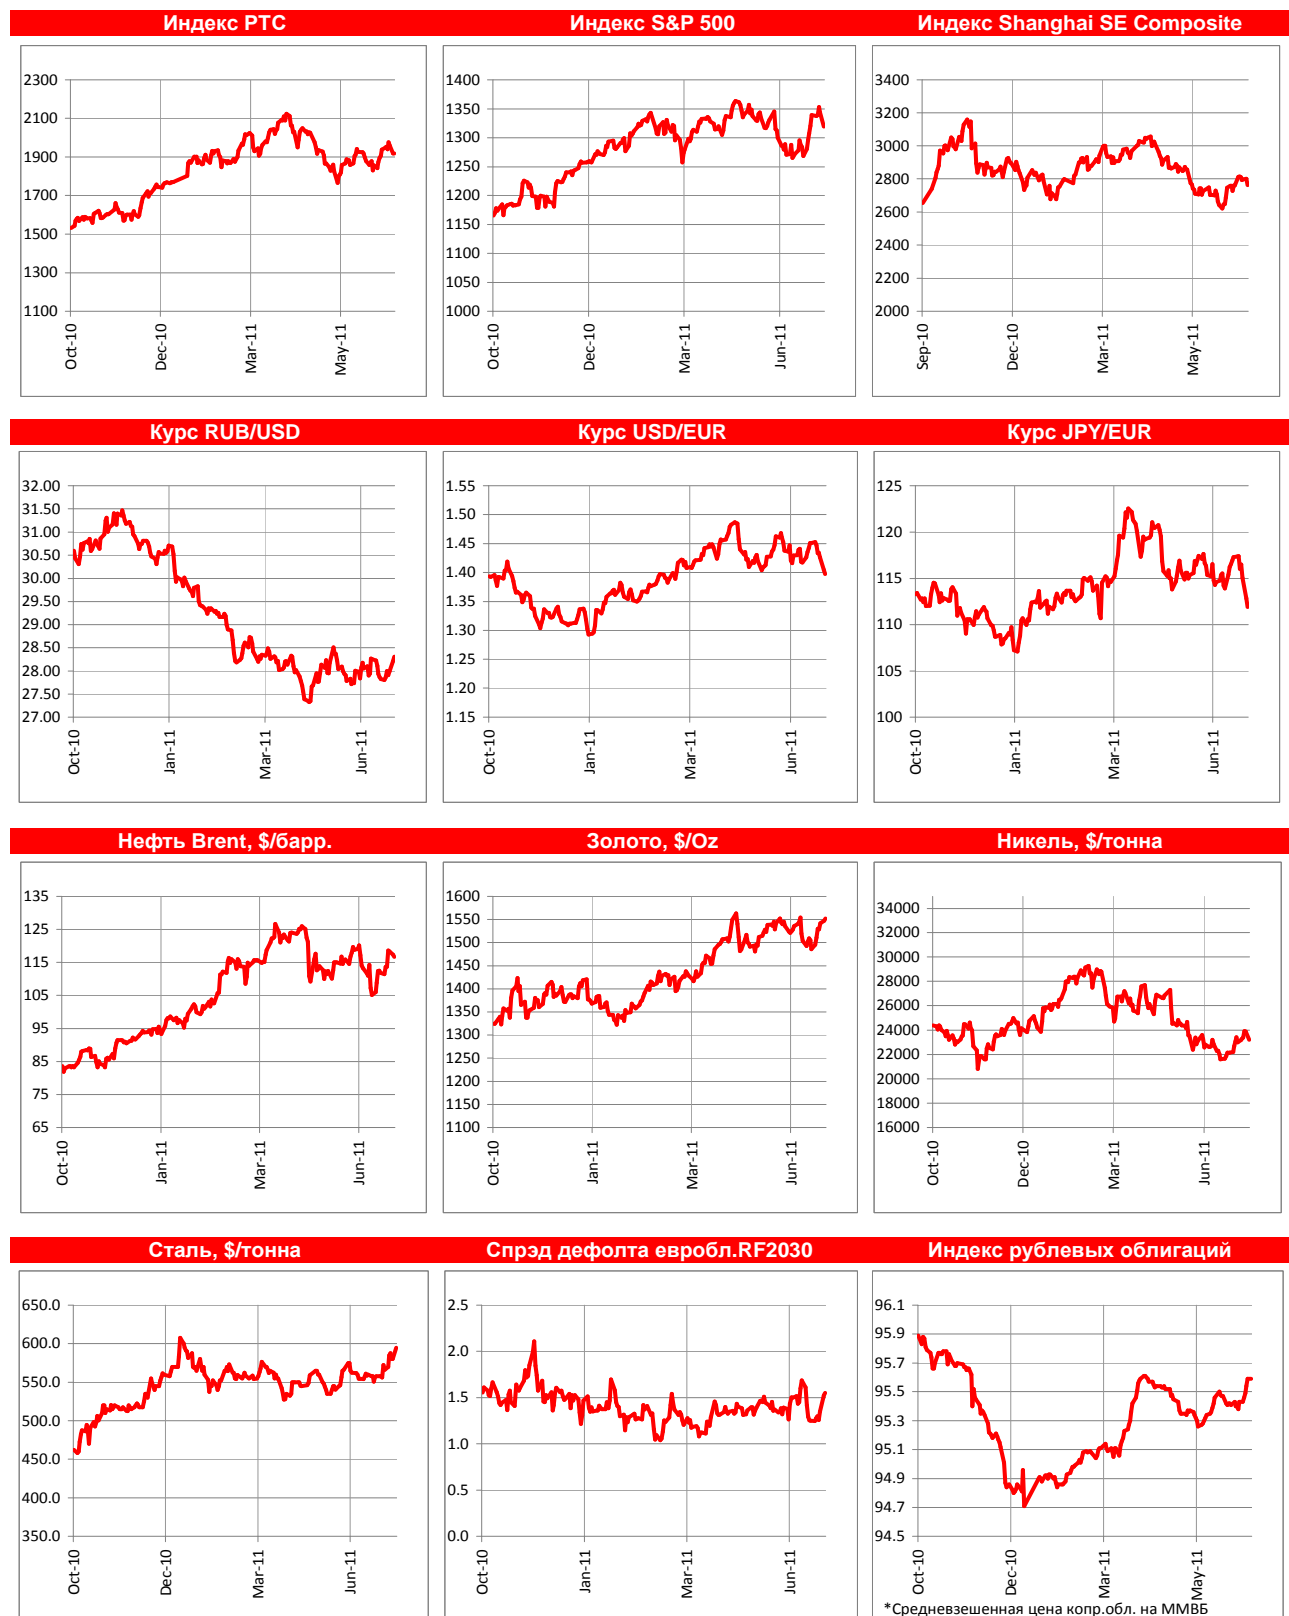 Индекс РТС
2300
2100
1900
1700
1500
1300
1100
Oct-10
Dec-10
Mar-11
May-11
Индекс S&P 500
1400
1350
1300
1250
1200
1150
1100
1050
1000
Oct-10
Dec-10
Mar-11
Jun-11
Индекс Shanghai SE Composite
3400
3200
3000
2800
2600
2400
2200
2000
Sep-10
Dec-10
Mar-11
May-11
Курс RUB/USD
32.00
31.50
31.00
30.50
30.00
29.50
29.00
28.50
28.00
27.50
27.00
Oct-10
Jan-11
Mar-11
Jun-11
Курс USD/EUR
1.55
1.50
1.45
1.40
1.35
1.30
1.25
1.20
1.15
Oct-10
Jan-11
Mar-11
Jun-11
Курс JPY/EUR
125
120
115
110
105
100
Oct-10
Jan-11
Mar-11
Jun-11
Нефть Brent, $/барр.
135
125
115
105
95
85
75
65
Oct-10
Jan-11
Mar-11
Jun-11
Золото, $/Oz
1600
1550
1500
1450
1400
1350
1300
1250
1200
1150
1100
Oct-10
Jan-11
Mar-11
Jun-11
Никель, $/тонна
34000
32000
30000
28000
26000
24000
22000
20000
18000
16000
Oct-10
Dec-10
Mar-11
Jun-11
Сталь, $/тонна
650.0
600.0
550.0
500.0
450.0
400.0
350.0
Oct-10
Dec-10
Mar-11
Jun-11
Спрэд дефолта евробл.RF2030
2.5
2.0
1.5
1.0
0.5
0.0
Oct-10
Dec-10
Mar-11
Jun-11
Индекс рублевых облигаций
96.1
95.9
95.7
95.5
95.3
95.1
94.9
94.7
94.5
Oct-10
Dec-10
Mar-11
May-11
*Средневзешенная цена копр.обл. на ММВБ